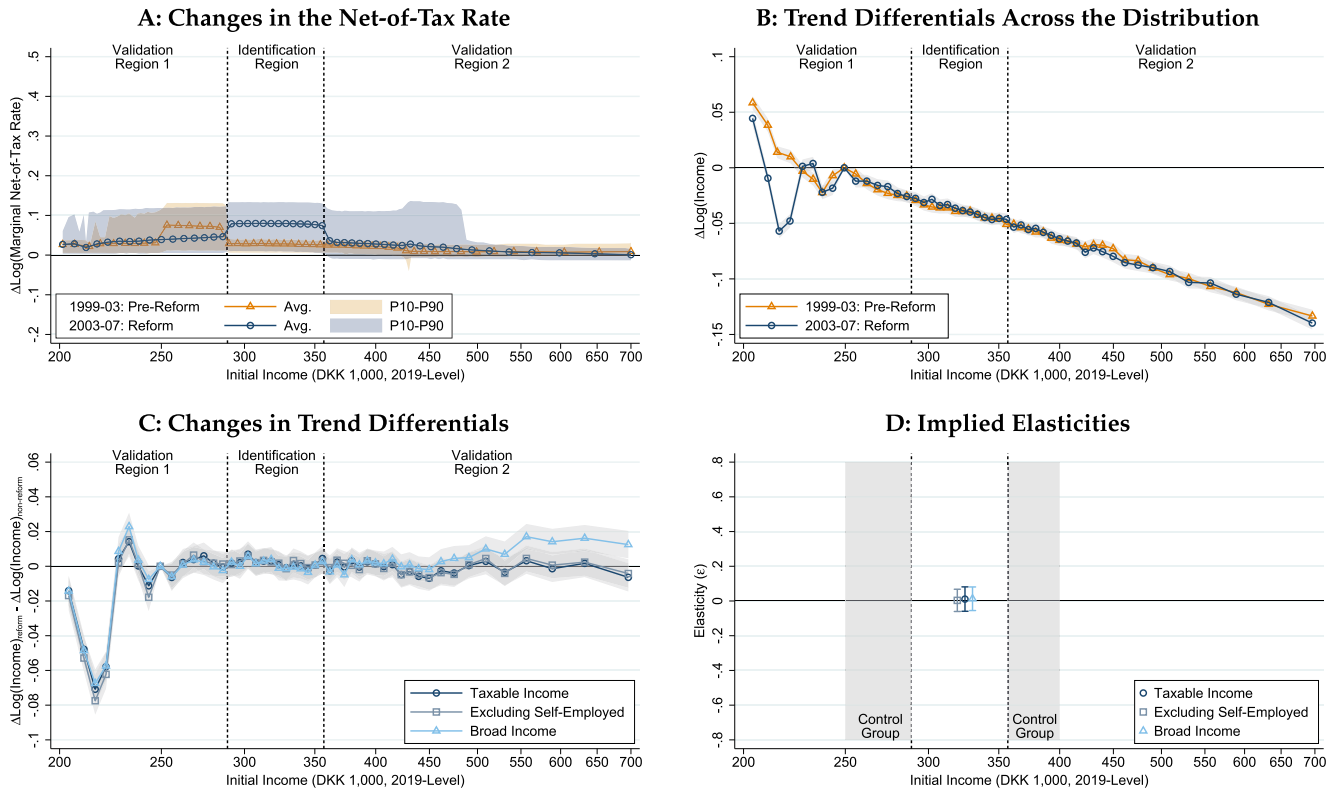 A: Changes in the Net-of-Tax Rate
Validation
Region 1
Identification
Region
Validation
Region 2
ΔLog(Marginal Net-of-Tax Rate)
.5
.4
.3
.2
.1
0
-.1
-.2
1999-03: Pre-Reform
Avg.
P10-P90
2003-07: Reform
Avg.
P10-P90
200 250 300 350 400 450 500 550 600 650 700
Initial Income (DKK 1,000, 2019-Level)
B: Trend Differentials Across the Distribution
Validation
Region 1
Identification
Region
Validation
Region 2
ΔLog(Income)
.1
.05
0
-.05
-.1
-.15
1999-03: Pre-Reform
2003-07: Reform
200 250 300 350 400 450 500 550 600 650 700
Initial Income (DKK 1,000, 2019-Level)
C: Changes in Trend Differentials
Validation
Region 1
Identification
Region
Validation
Region 2
ΔLog(Income)reform - ΔLog(Income)non-reform
.06
.04
.02
0
-.02
-.04
-.06
-.08
-.1
Taxable Income
Excluding Self-Employed
Broad Income
200 250 300 350 400 450 500 550 600 650 700
Initial Income (DKK 1,000, 2019-Level)
D: Implied Elasticities
Elasticity (ε)
.8
.6
.4
.2
0
-.2
-.4
-.6
-.8
Control
Group
Control
Group
Taxable Income
Excluding Self-Employed
Broad Income
200 250 300 350 400 450 500 550 600 650 700
Initial Income (DKK 1,000, 2019-Level)